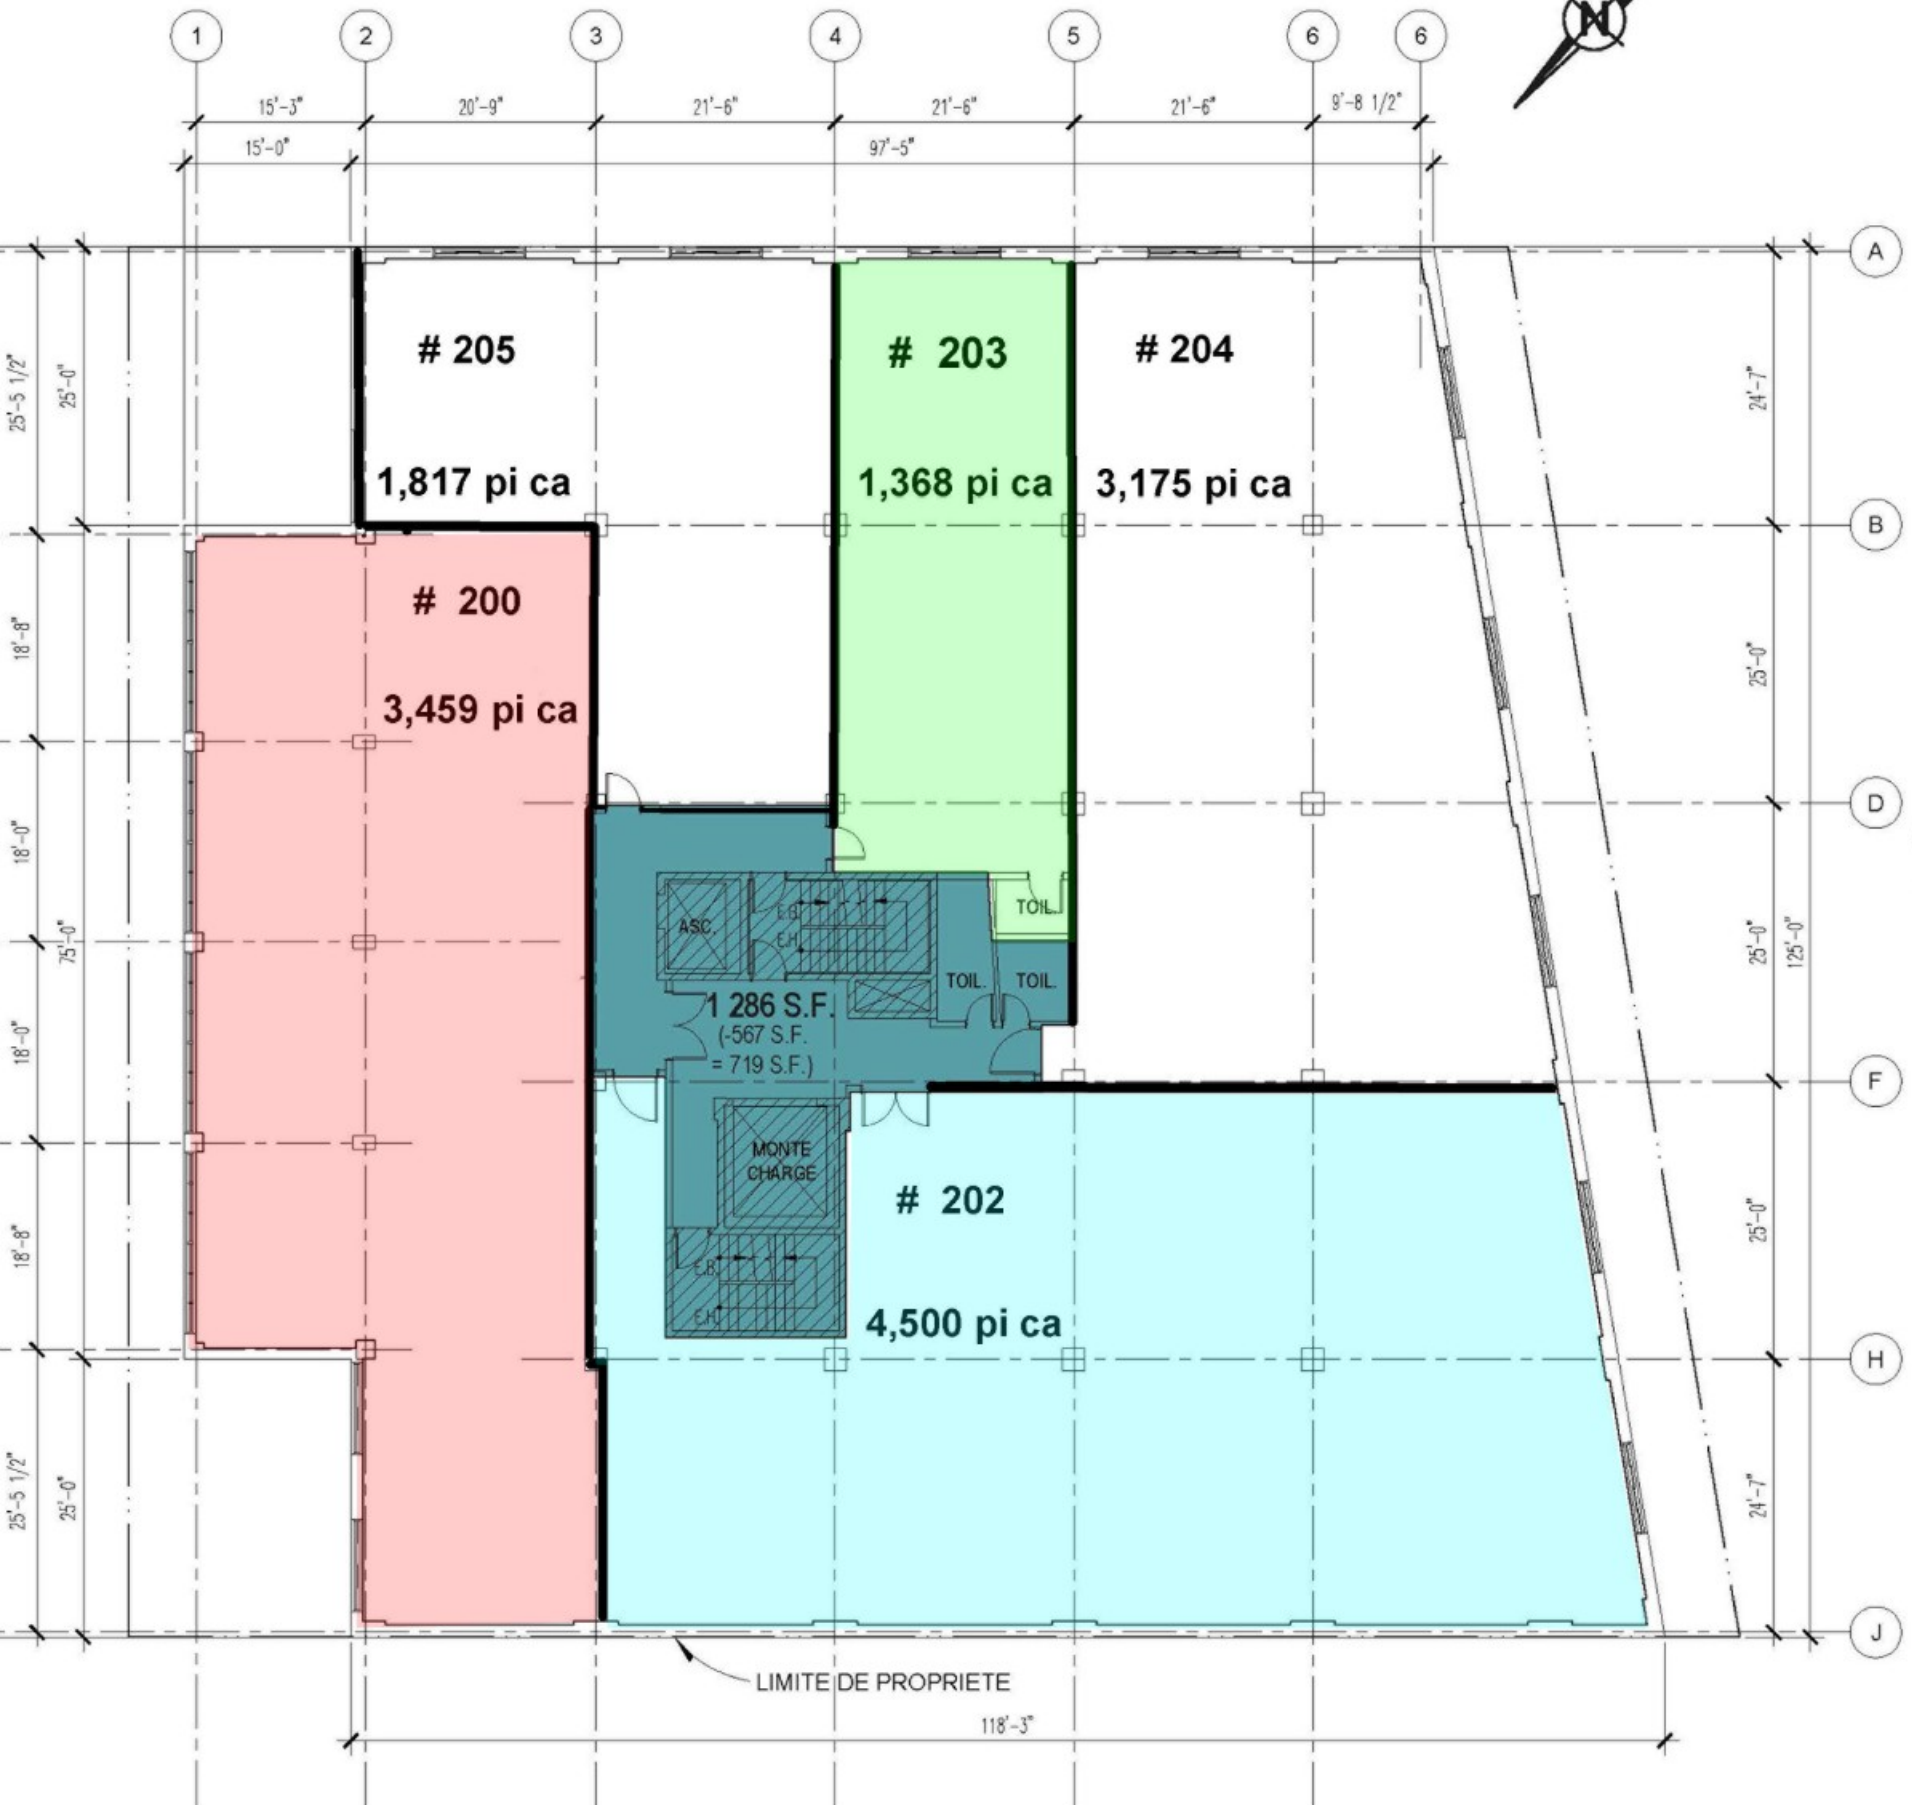 N
1 2 3 4 5 6 6
15'-3" 20'-9" 21'-6" 21'-6" 21'-6" 9'-8 1/2"
15'-0" 97'-5"
A
# 205 # 203 # 204
25'-5 1/2" 25'-0" 24'-7"
1,817 pi ca 1,368 pi ca 3,175 pi ca
B
# 200
18'-8" 25'-0"
3,459 pi ca
D
18'-0"
TOIL.
ASC. E.B.
E.H.
75'-0" 25'-0" 125'-0"
TOIL. TOIL.
1 286 S.F.
(-567 S.F.
= 719 S.F.)
18'-0"
F
MONTE
CHARGE
# 202
18'-8" 25'-0"
E.B.
E.H.
4,500 pi ca
H
25'-5 1/2" 25'-0" 24'-7"
J
LIMITE DE PROPRIETE
118'-3"